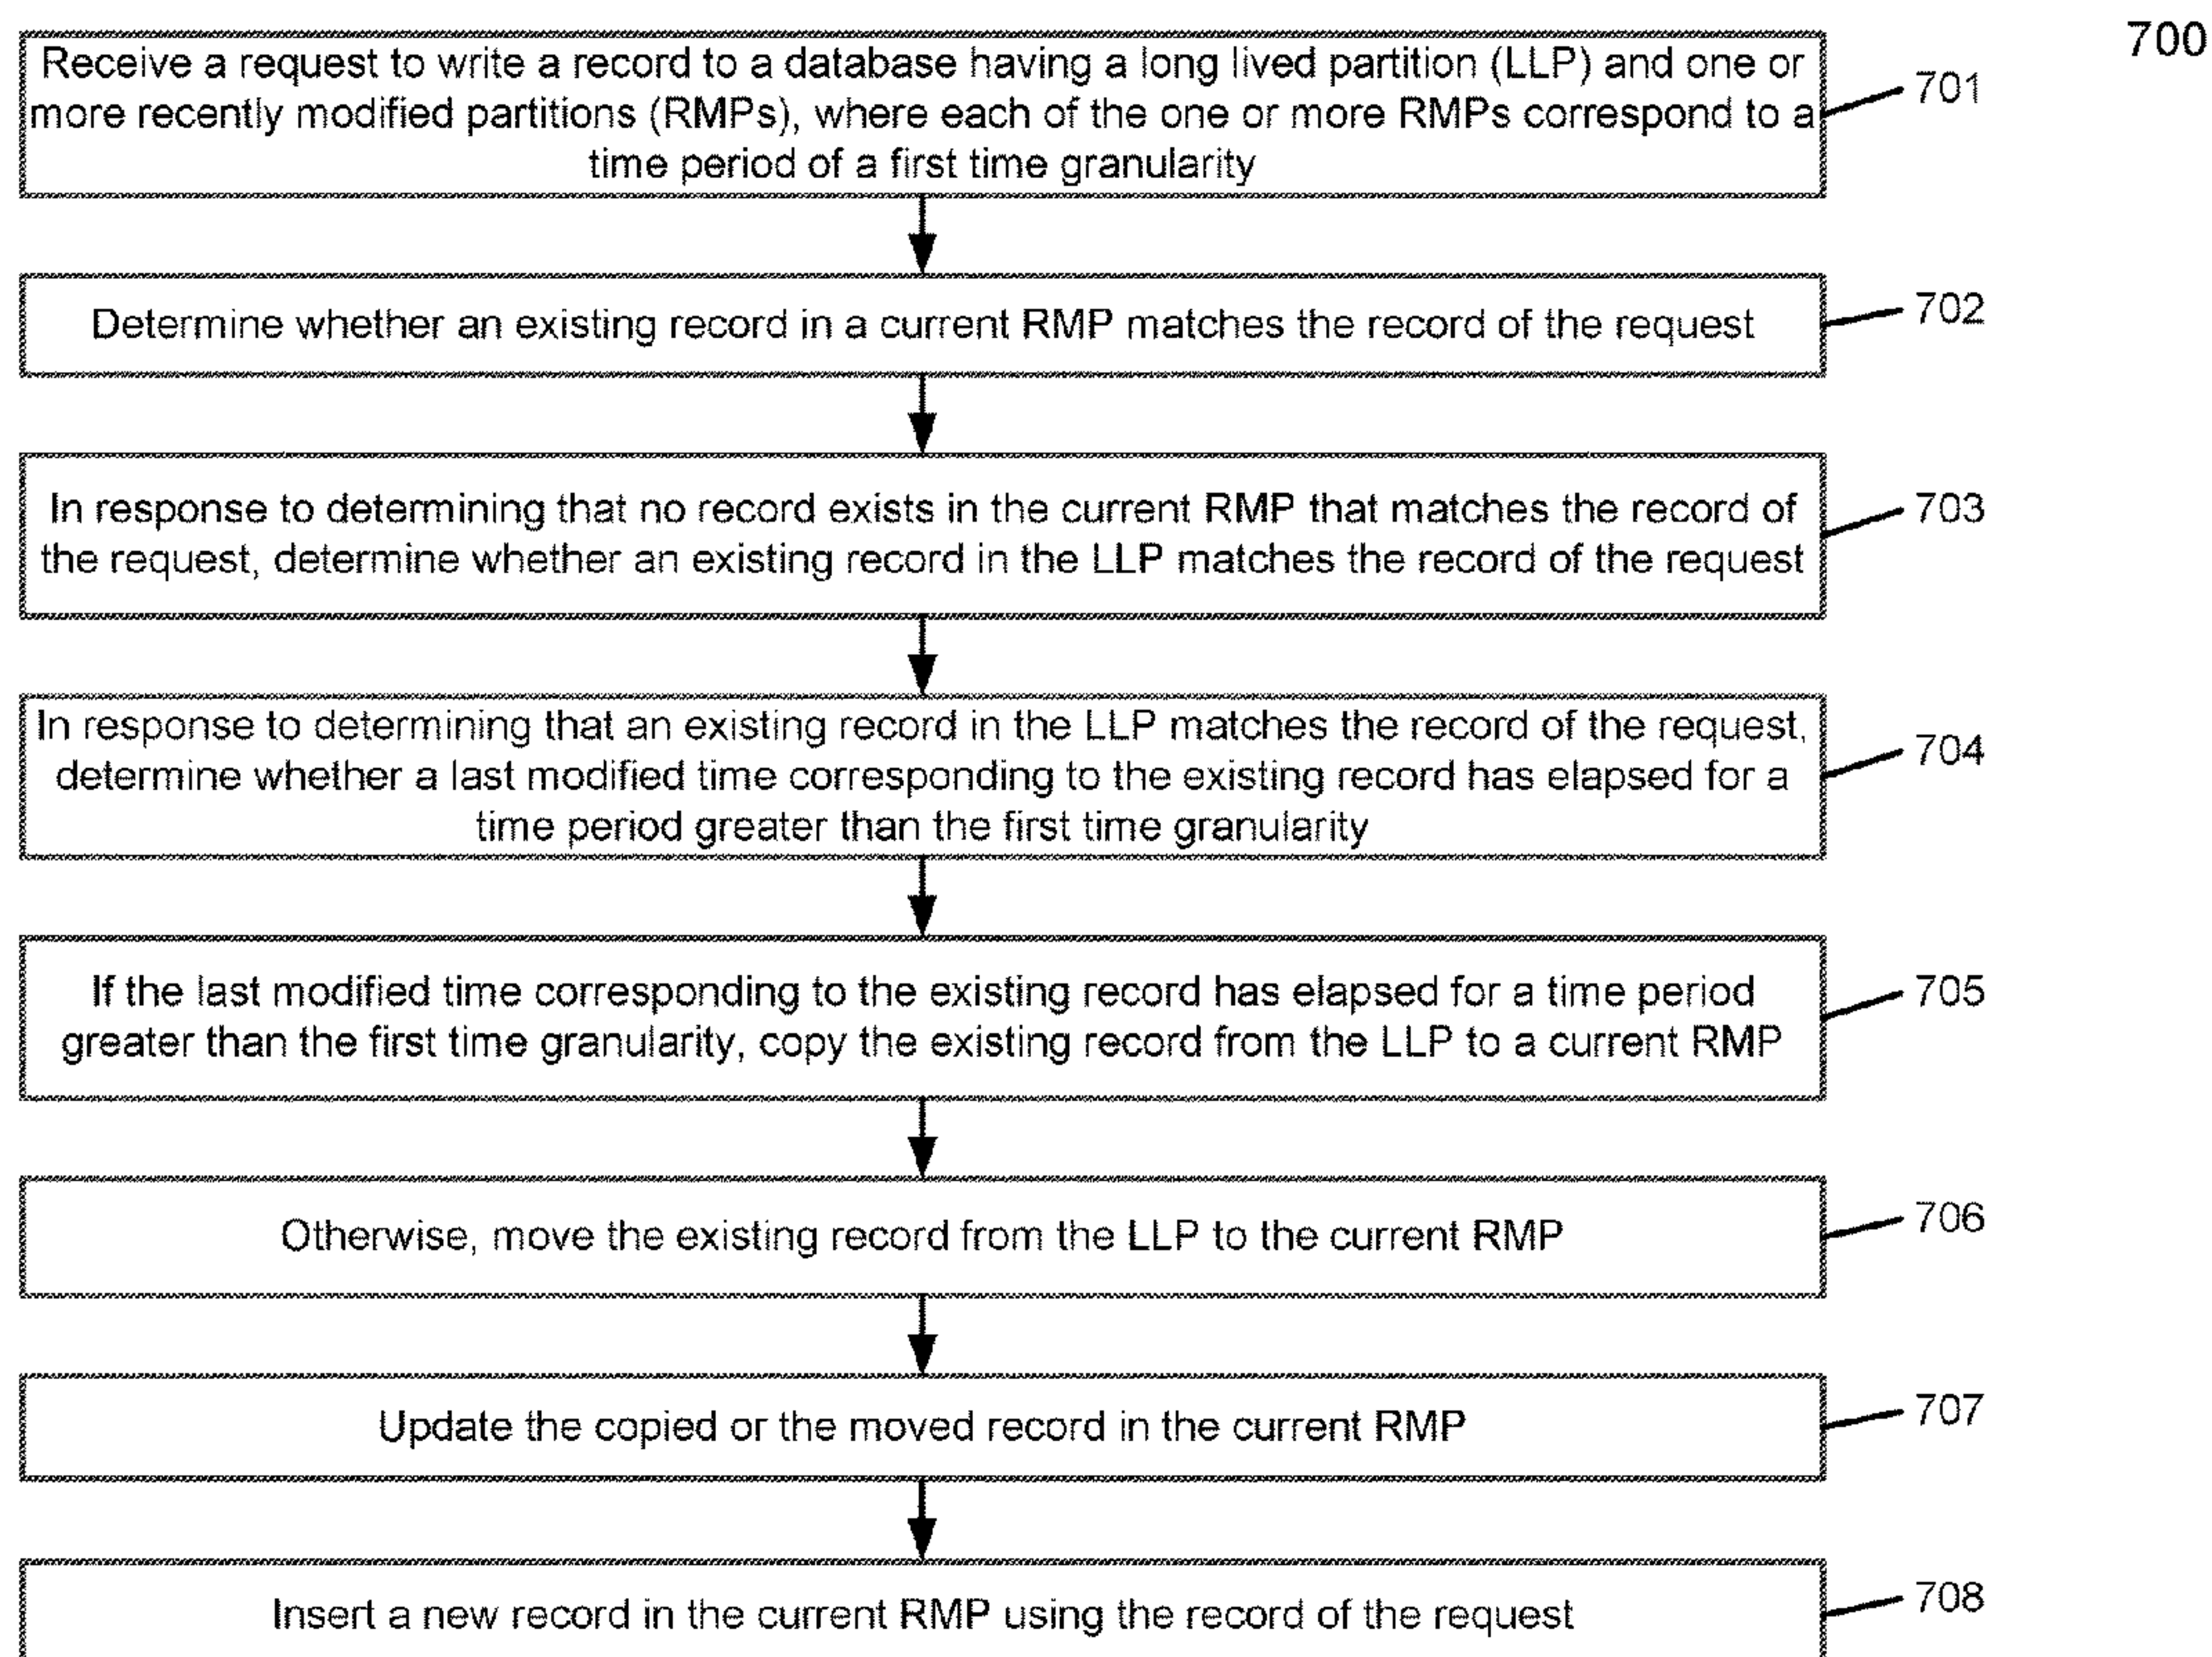 700
Receive a request to write a record to a database having a long lived partition (LLP) and one or
more recently modified partitions (RMPs), where each of the one or more RMPs correspond to a
time period of a first time granularity
701
Determine whether an existing record in a current RMP matches the record of the request
702
In response to determining that no record exists in the current RMP that matches the record of
the request, determine whether an existing record in the LLP matches the record of the request
703
In response to determining that an existing record in the LLP matches the record of the request,
determine whether a last modified time corresponding to the existing record has elapsed for a
time period greater than the first time granularity
704
If the last modified time corresponding to the existing record has elapsed for a time period
greater than the first time granularity, copy the existing record from the LLP to a current RMP
705
Otherwise, move the existing record from the LLP to the current RMP
706
Update the copied or the moved record in the current RMP
707
Insert a new record in the current RMP using the record of the request
708